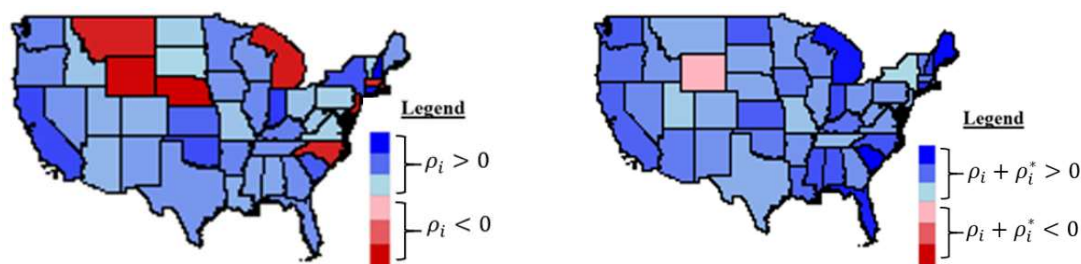 Legend
ρᵢ > 0
ρᵢ < 0
Legend
ρᵢ + ρᵢ* > 0
ρᵢ + ρᵢ* < 0